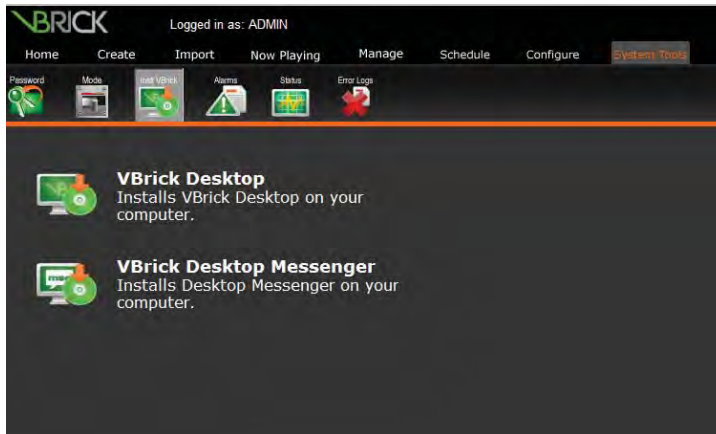 VBRICK
Logged in as: ADMIN
Home Create Import Now Playing Manage Schedule Configure System Tools
Password Mode Instl VBrick Alarms Status Error Logs
VBrick Desktop
Installs VBrick Desktop on your
computer.
VBrick Desktop Messenger
Installs Desktop Messenger on your
computer.